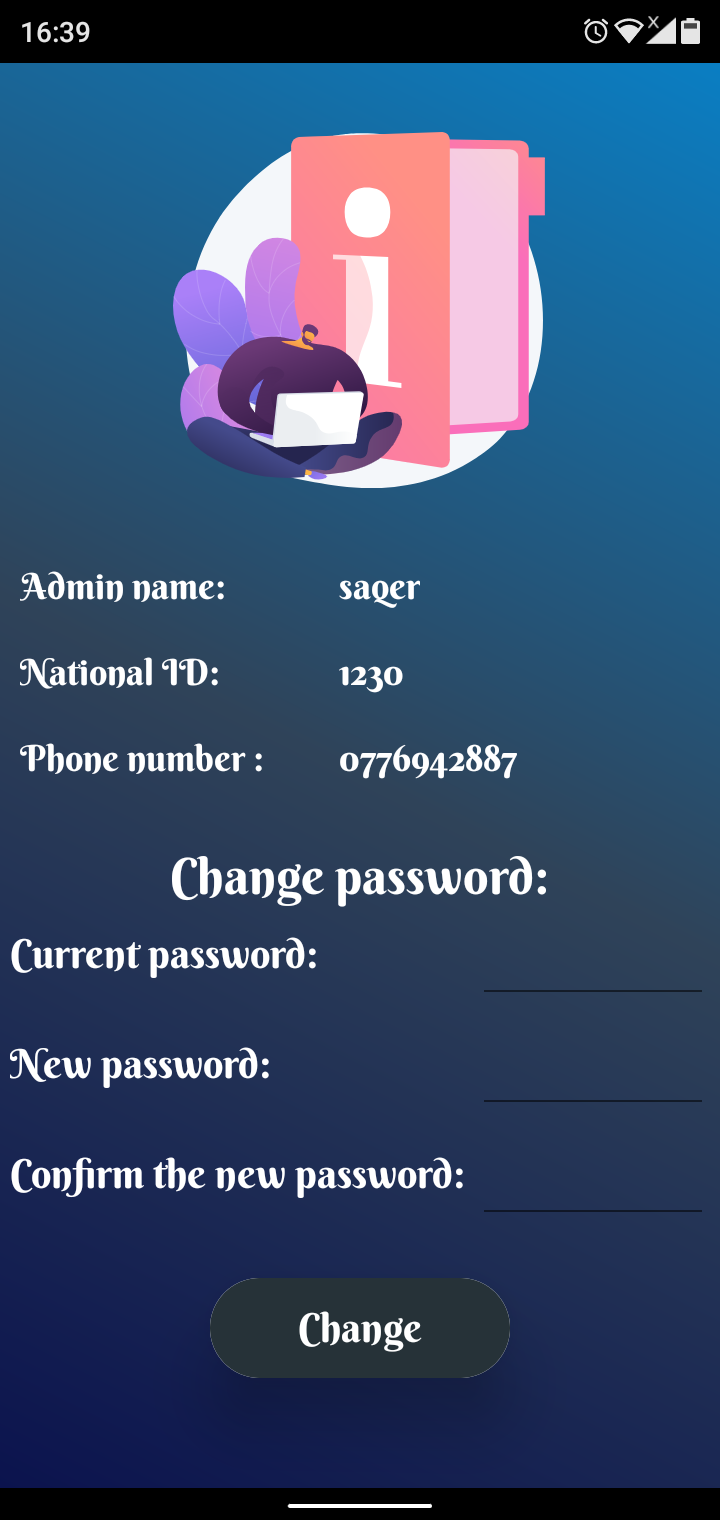 16:39
i
Admin name: saqer
National ID: 1230
Phone number : 0776942887
Change password:
Current password:
New password:
Confirm the new password:
Change